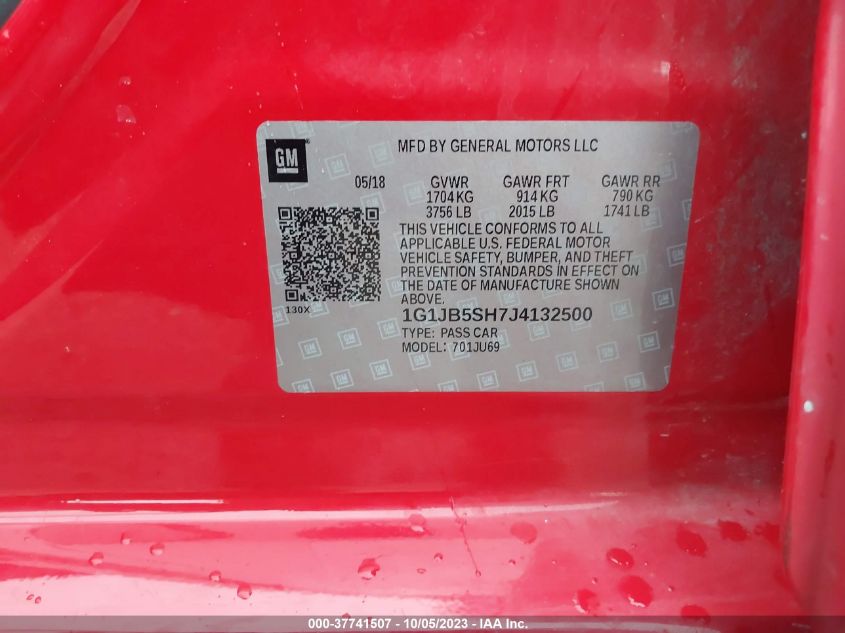 GM
MFD BY GENERAL MOTORS LLC
05/18 GVWR GAWR FRT GAWR RR
1704 KG 914 KG 790 KG
3756 LB 2015 LB 1741 LB
THIS VEHICLE CONFORMS TO ALL
APPLICABLE U.S. FEDERAL MOTOR
VEHICLE SAFETY, BUMPER, AND THEFT
PREVENTION STANDARDS IN EFFECT ON
THE DATE OF MANUFACTURE SHOWN
ABOVE.
130X
1G1JB5SH7J4132500
TYPE: PASS CAR
MODEL: 701JU69
000-37741507 - 10/05/2023 - IAA Inc.